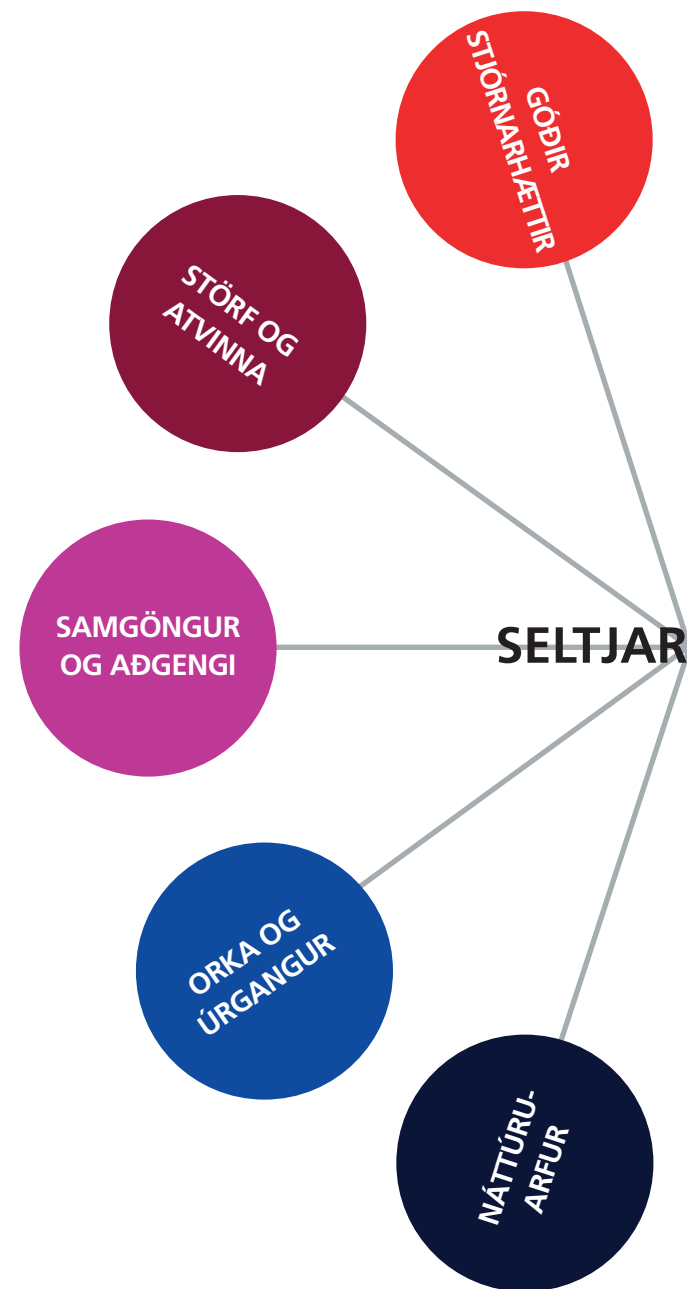 GÓÐIR
STJÓRNARHÆTTIR
STÖRF OG
ATVINNA
SAMGÖNGUR
OG AÐGENGI
SELTJAR
ORKA OG
ÚRGANGUR
NÁTTÚRU-
ARFUR